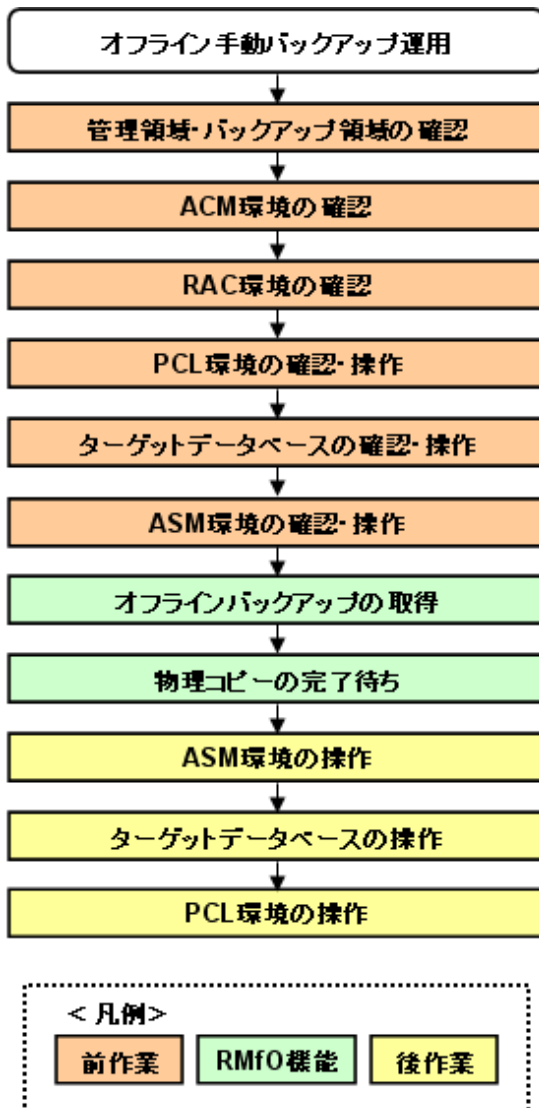 オフライン手動バックアップ運用
管理領域・バックアップ領域の確認
ACM環境の確認
RAC環境の確認
PCL環境の確認・操作
ターゲットデータベースの確認・操作
ASM環境の確認・操作
オフラインバックアップの取得
物理コピーの完了待ち
ASM環境の操作
ターゲットデータベースの操作
PCL環境の操作
<凡例>
前作業 RMfO機能 後作業